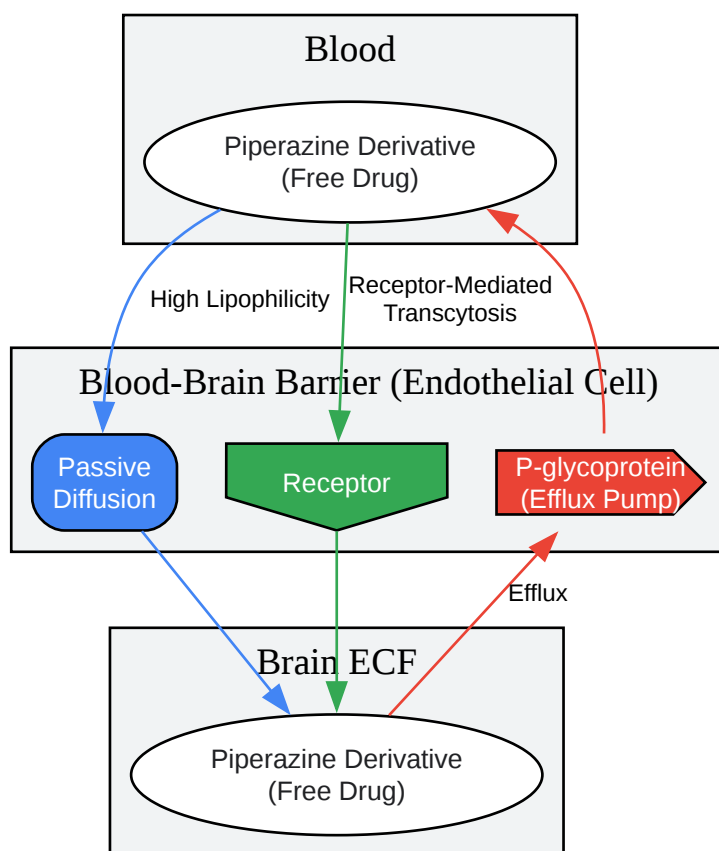 Blood
Piperazine Derivative
(Free Drug)
High Lipophilicity
Receptor-Mediated
Transcytosis
Blood-Brain Barrier (Endothelial Cell)
Passive
Diffusion
Receptor
P-glycoprotein
(Efflux Pump)
Efflux
Brain ECF
Piperazine Derivative
(Free Drug)